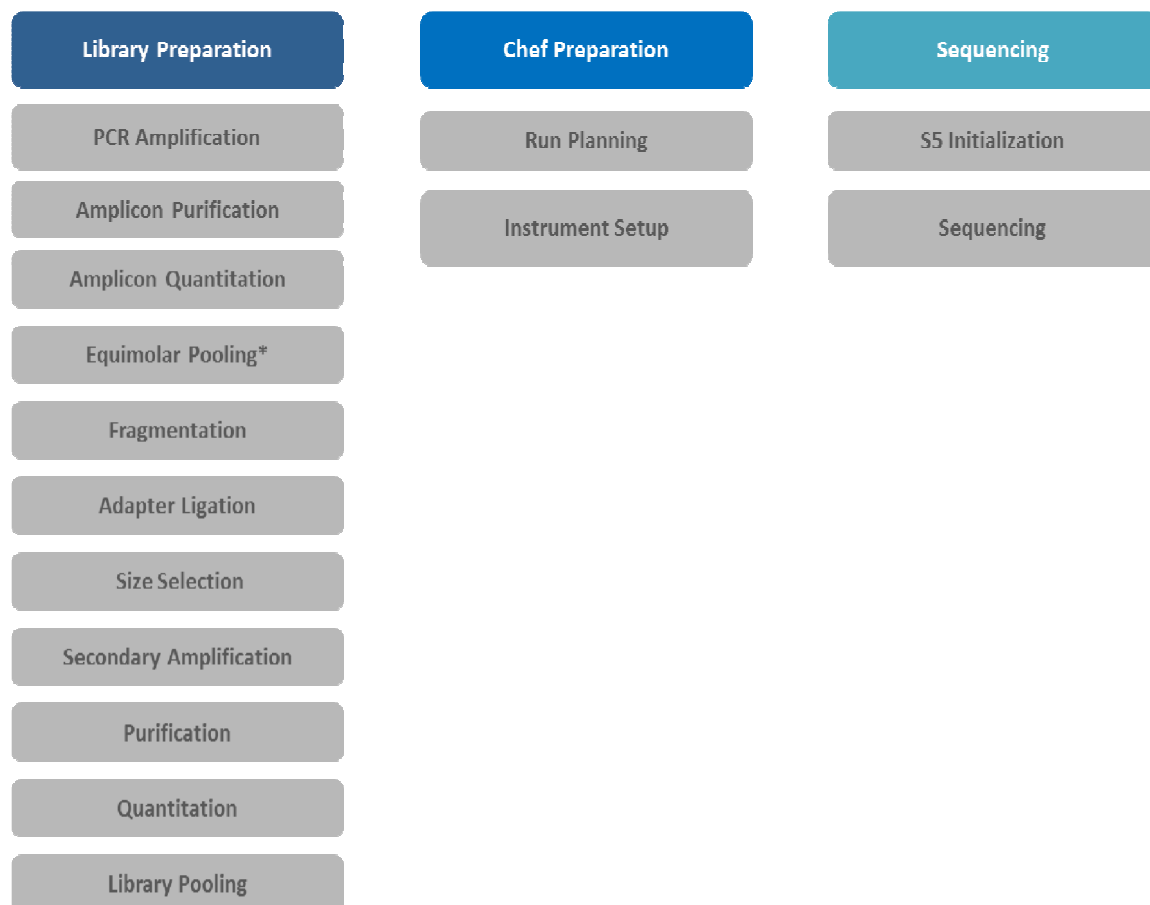 Library Preparation
PCR Amplification
Amplicon Purification
Amplicon Quantitation
Equimolar Pooling*
Fragmentation
Adapter Ligation
Size Selection
Secondary Amplification
Purification
Quantitation
Library Pooling
Chef Preparation
Run Planning
Instrument Setup
Sequencing
S5 Initialization
Sequencing